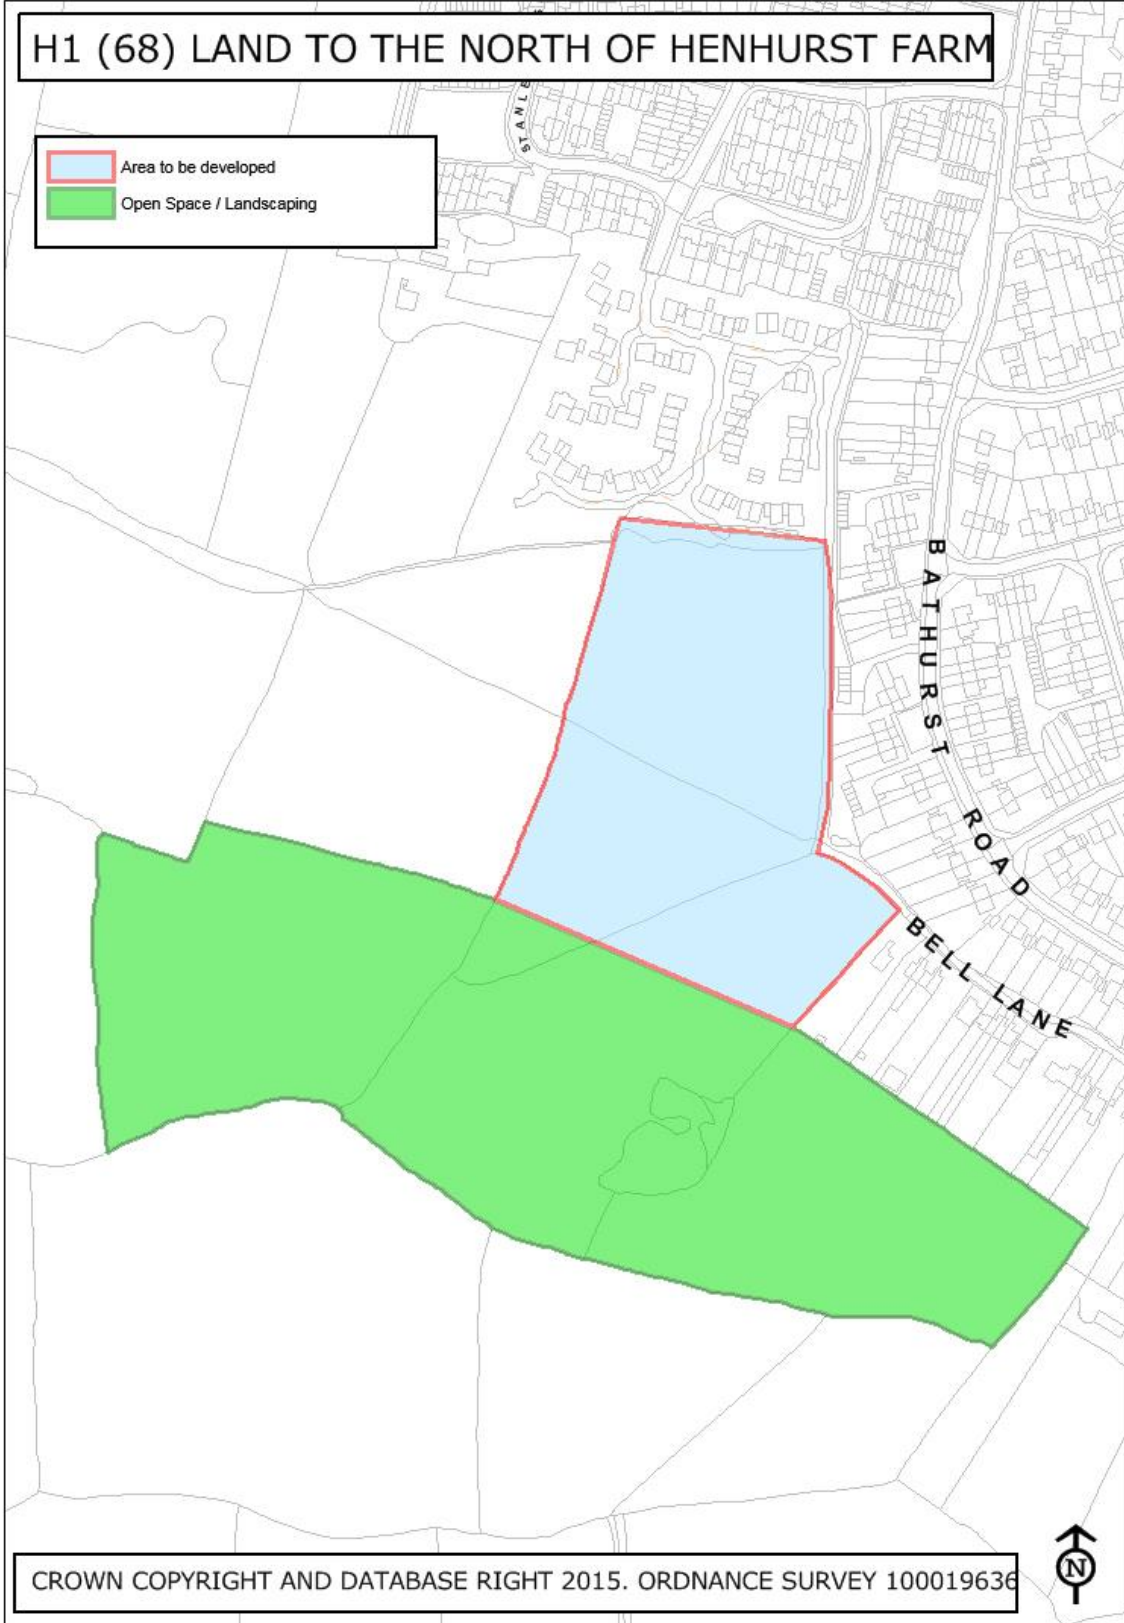 H1 (68) LAND TO THE NORTH OF HENHURST FARM
STANLE
Area to be developed
Open Space / Landscaping
BATHURST ROAD
BELL LANE
CROWN COPYRIGHT AND DATABASE RIGHT 2015. ORDNANCE SURVEY 100019636
N